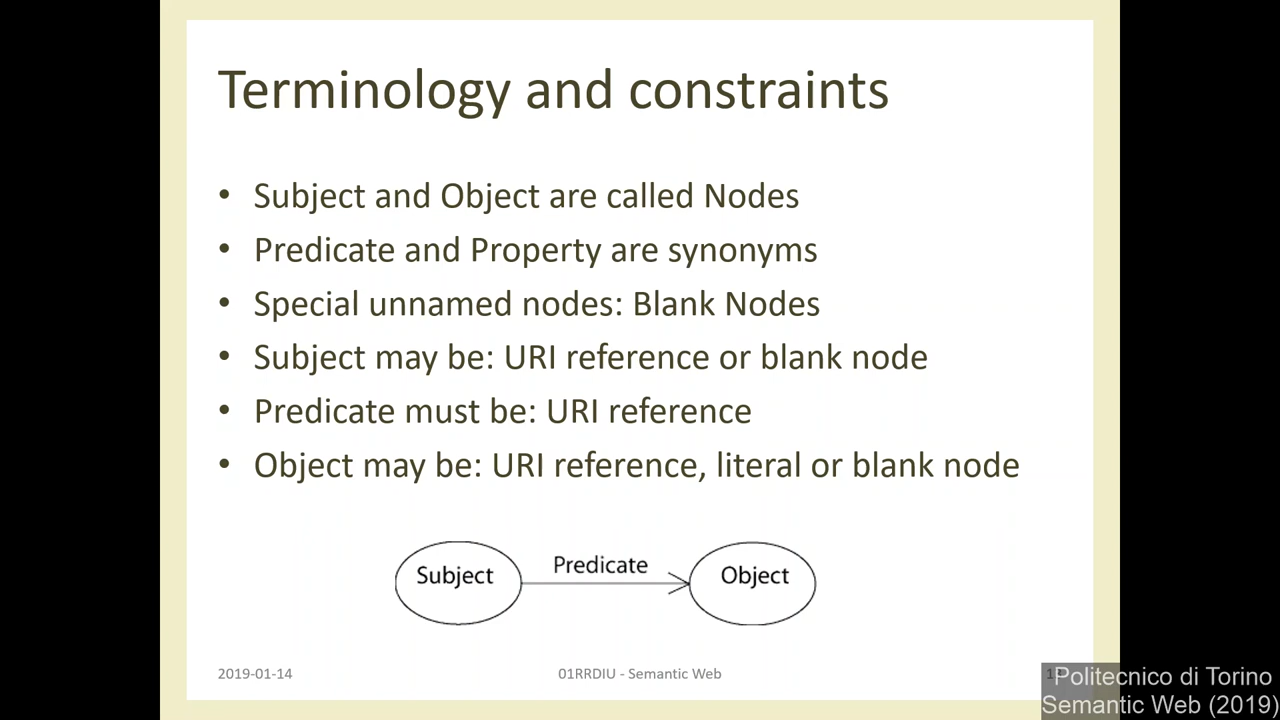 Terminology and constraints
• Subject and Object are called Nodes
• Predicate and Property are synonyms
• Special unnamed nodes: Blank Nodes
• Subject may be: URI reference or blank node
• Predicate must be: URI reference
• Object may be: URI reference, literal or blank node
Subject
Predicate
Object
2019-01-14
01RRDIU - Semantic Web
Politecnico di Torino
Semantic Web (2019)